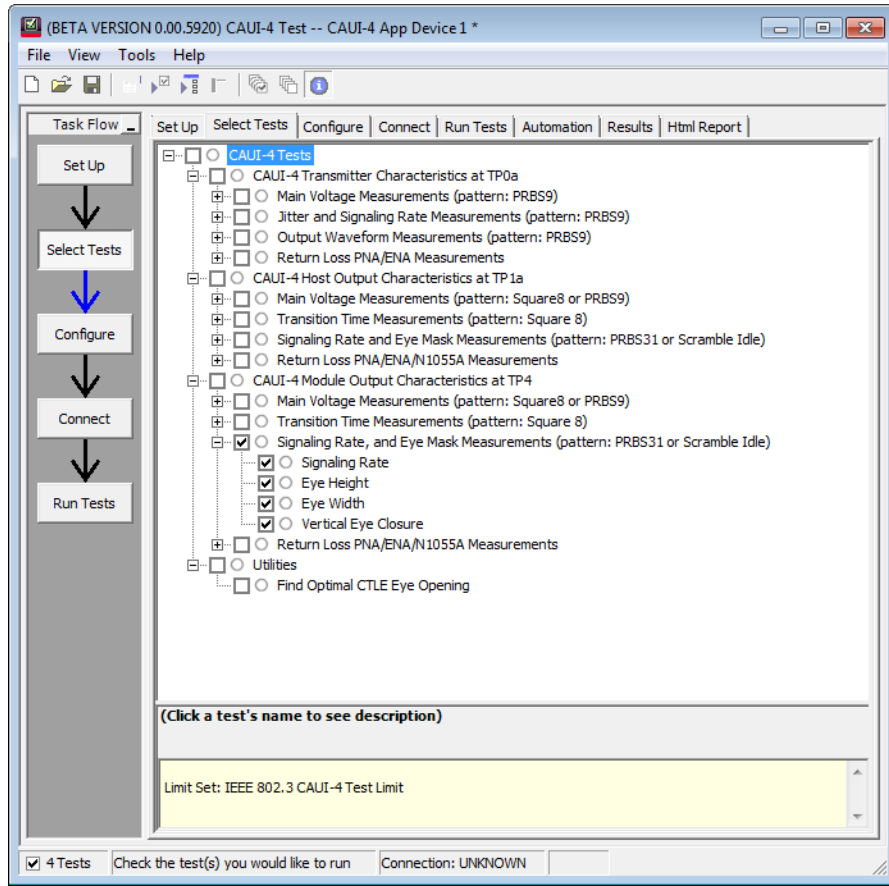 (BETA VERSION 0.00.5920) CAUI-4 Test -- CAUI-4 App Device 1 *
File View Tools Help
Task Flow
Set Up Select Tests Configure Connect Run Tests Automation Results Html Report
Set Up
Select Tests
Configure
Connect
Run Tests
CAUI-4 Tests
CAUI-4 Transmitter Characteristics at TP0a
Main Voltage Measurements (pattern: PRBS9)
Jitter and Signaling Rate Measurements (pattern: PRBS9)
Output Waveform Measurements (pattern: PRBS9)
Return Loss PNA/ENA Measurements
CAUI-4 Host Output Characteristics at TP1a
Main Voltage Measurements (pattern: Square8 or PRBS9)
Transition Time Measurements (pattern: Square 8)
Signaling Rate and Eye Mask Measurements (pattern: PRBS31 or Scramble Idle)
Return Loss PNA/ENA/N1055A Measurements
CAUI-4 Module Output Characteristics at TP4
Main Voltage Measurements (pattern: Square8 or PRBS9)
Transition Time Measurements (pattern: Square 8)
Signaling Rate, and Eye Mask Measurements (pattern: PRBS31 or Scramble Idle)
Signaling Rate
Eye Height
Eye Width
Vertical Eye Closure
Return Loss PNA/ENA/N1055A Measurements
Utilities
Find Optimal CTLE Eye Opening
(Click a test's name to see description)
Limit Set: IEEE 802.3 CAUI-4 Test Limit
4 Tests Check the test(s) you would like to run Connection: UNKNOWN